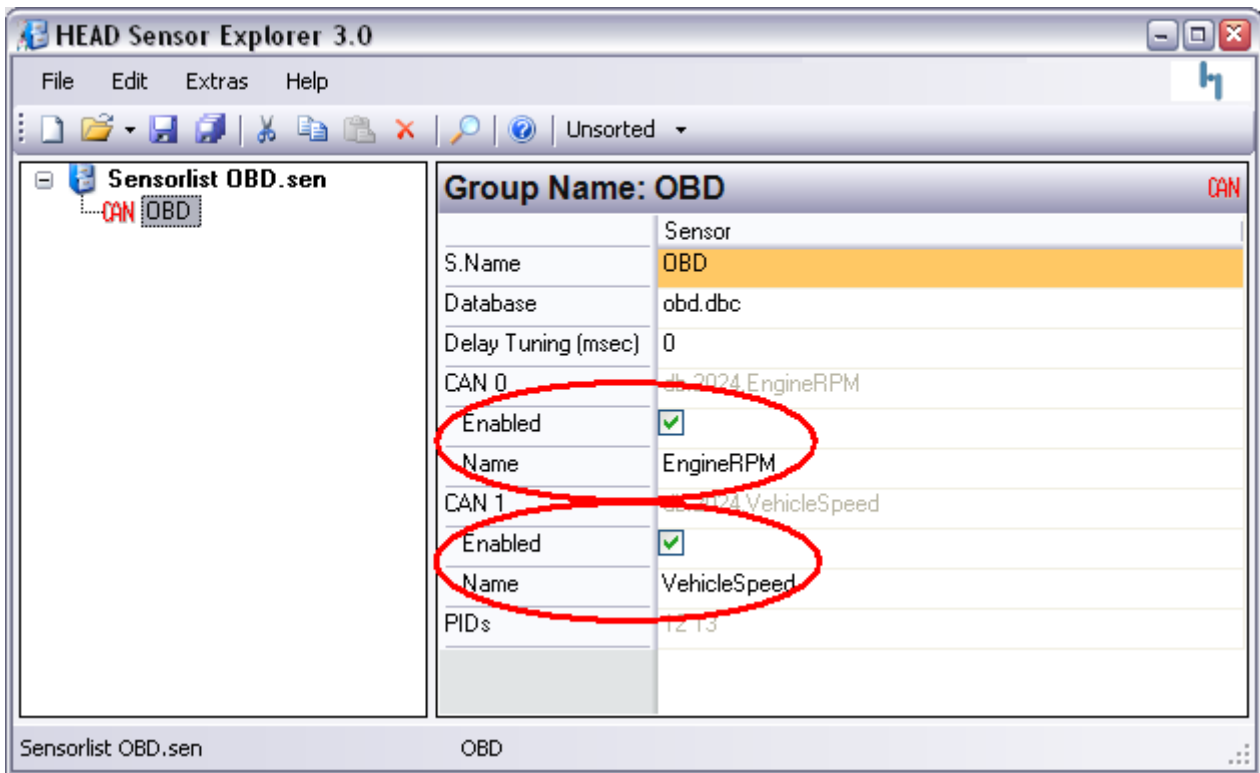 HEAD Sensor Explorer 3.0
File Edit Extras Help
Unsorted
Sensorlist OBD.sen
CAN OBD
Group Name: OBD CAN
Sensor
S.Name OBD
Database obd.dbc
Delay Tuning (msec) 0
CAN 0 db.2024.EngineRPM
Enabled
Name EngineRPM
CAN 1 db.2024.VehicleSpeed
Enabled
Name VehicleSpeed
PIDs 12 13
Sensorlist OBD.sen OBD